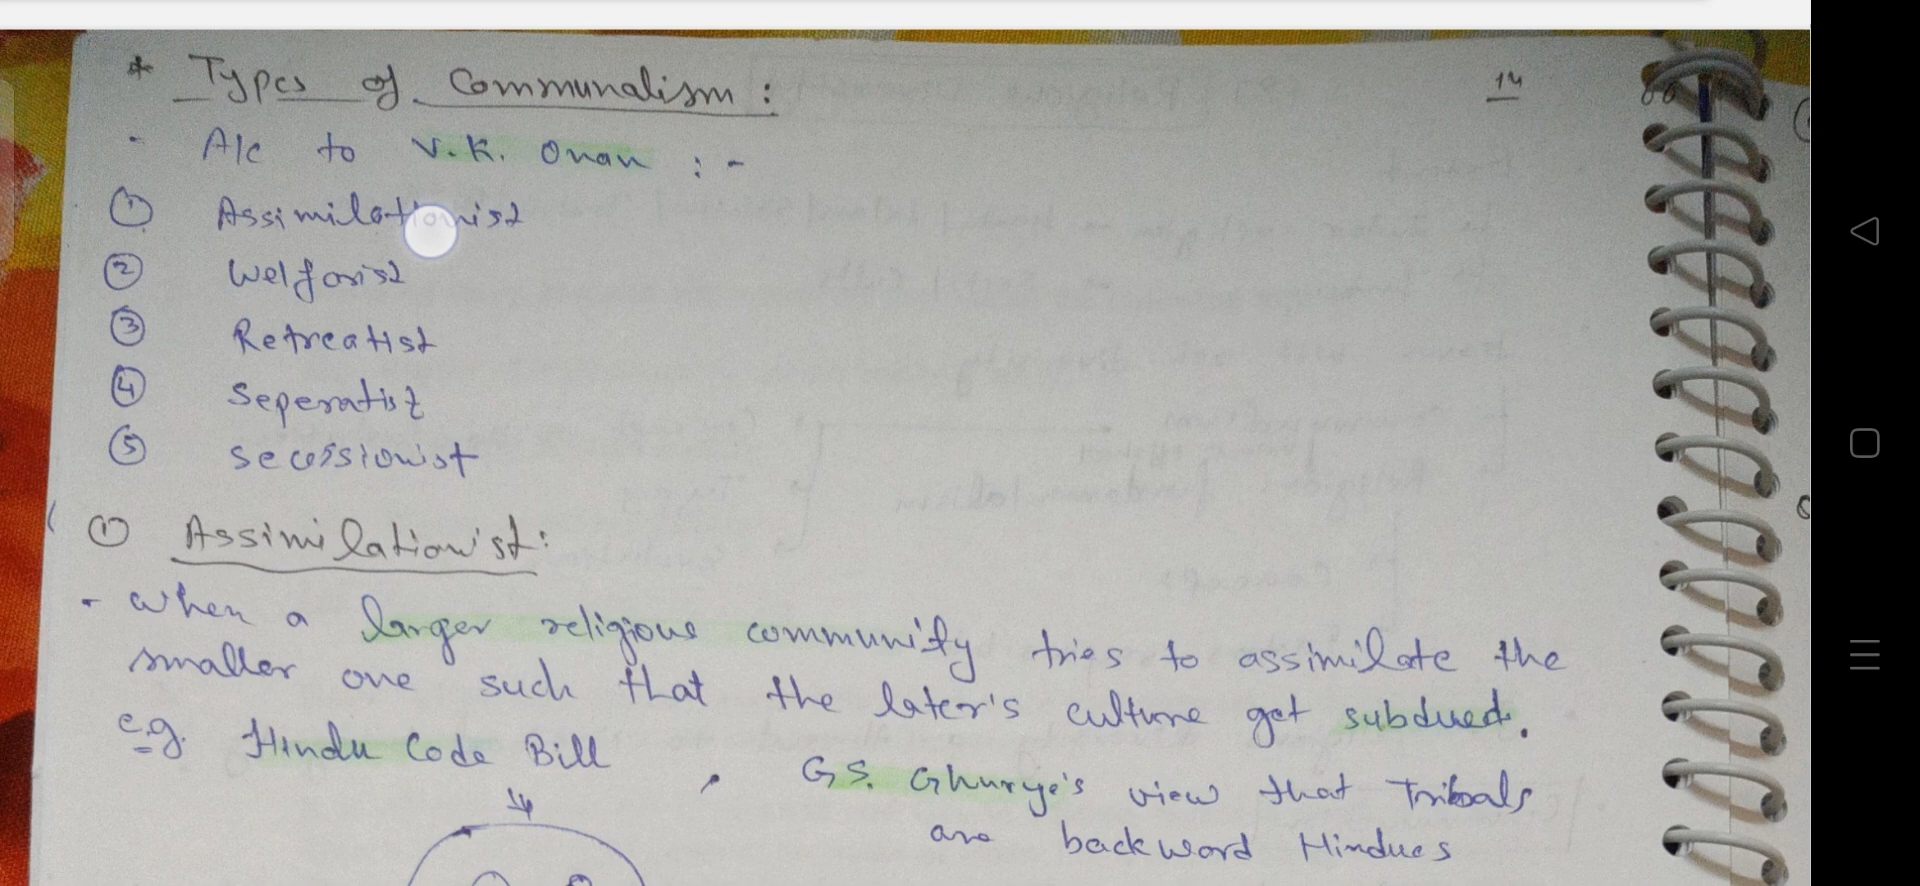 * Types of Communalism :
14
- A/c to V.K. Onan : -
① Assimilationist
② Welfarist
③ Retreatist
④ Seperatist
⑤ Secessionist
① Assimilationist:
- When a larger religious community tries to assimilate the
smaller one such that the later's culture get subdued.
e.g. Hindu Code Bill , G.S. Ghurye's view that Tribals
are backword Hindues